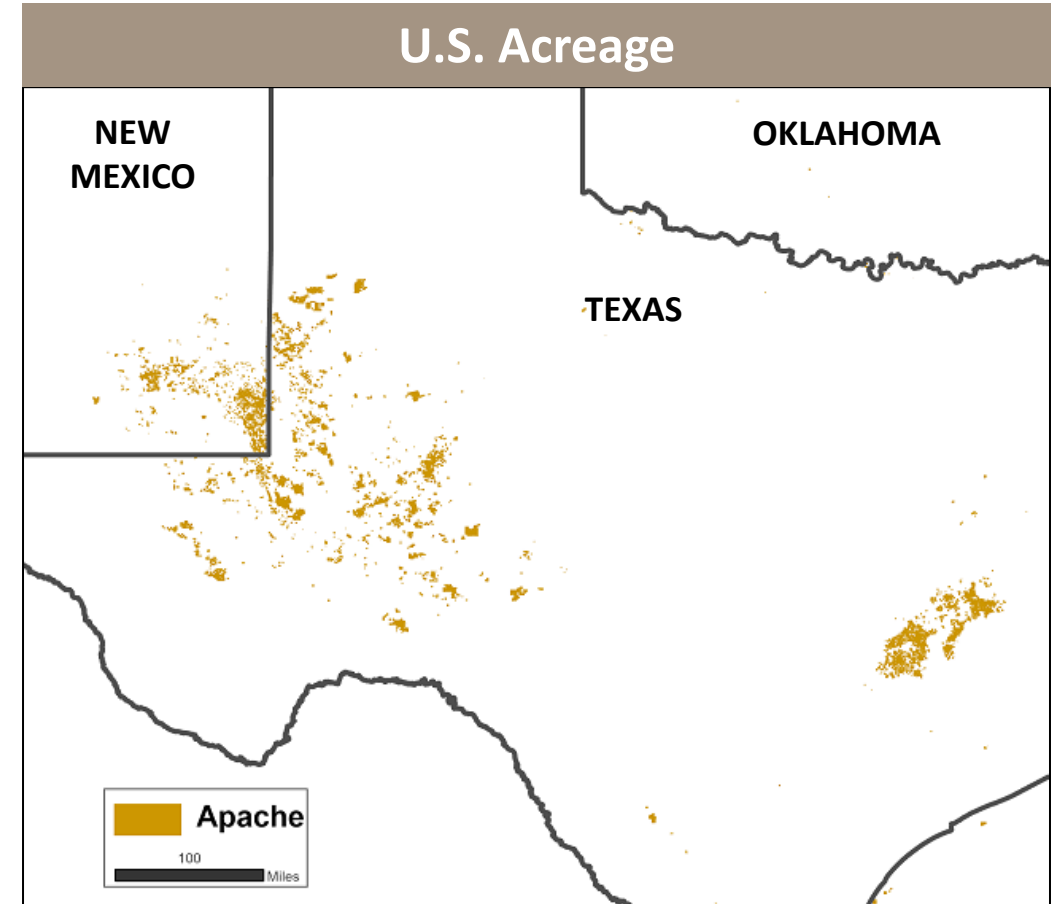 U.S. Acreage
NEW
MEXICO
OKLAHOMA
TEXAS
Apache
100
Miles